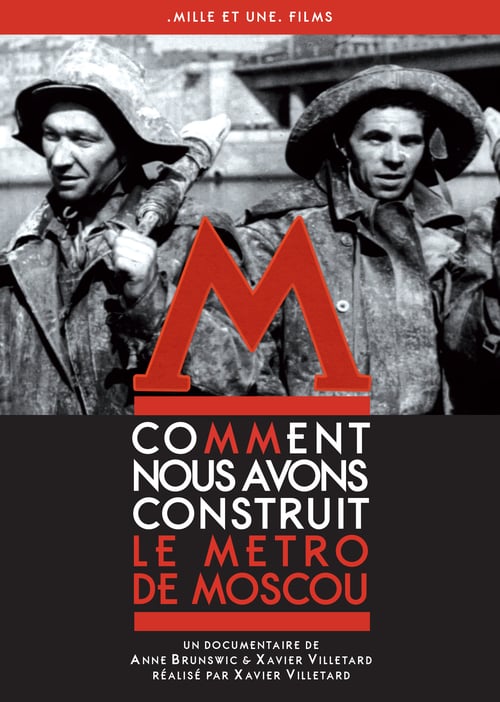 .MILLE ET UNE. FILMS
M
COMMENT
NOUS AVONS
CONSTRUIT
LE METRO
DE MOSCOU
UN DOCUMENTAIRE DE
ANNE BRUNSWIC & XAVIER VILLETARD
RÉALISÉ PAR XAVIER VILLETARD